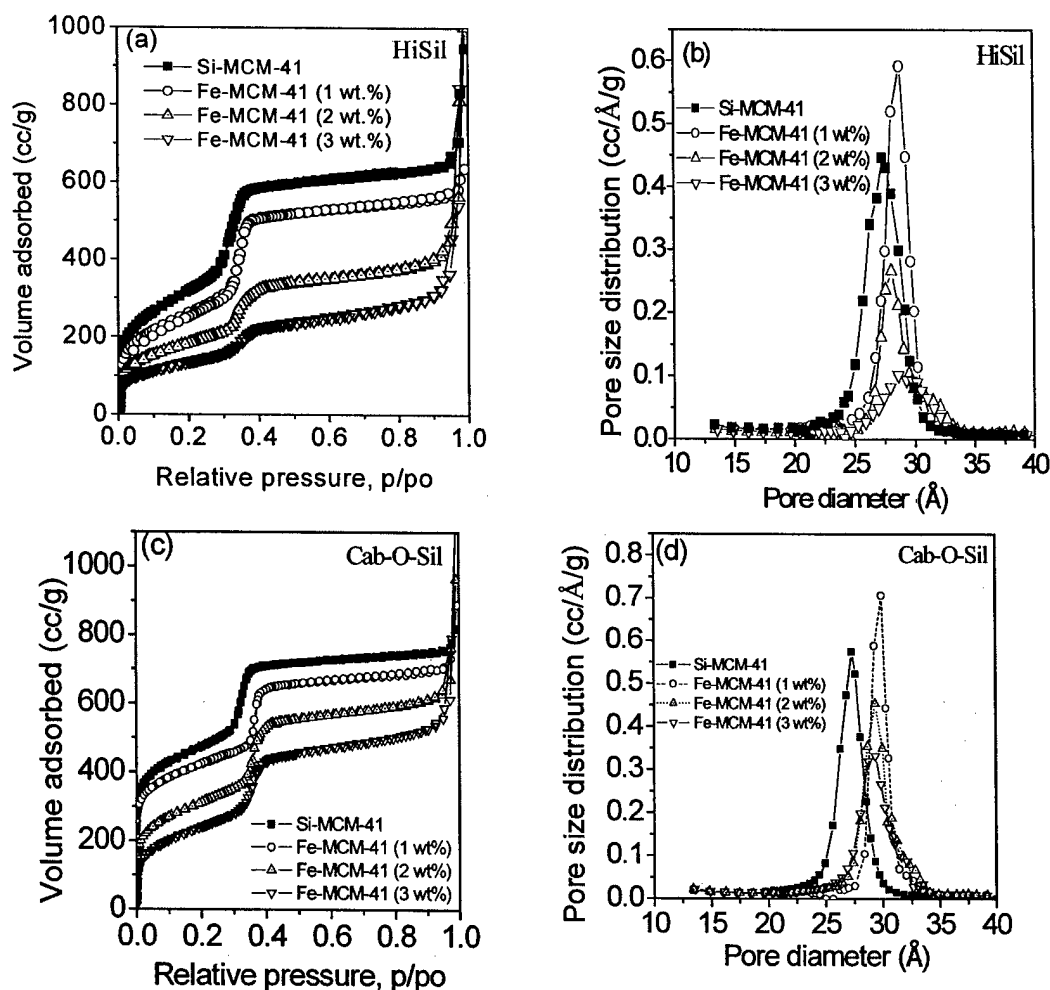 (a)
HiSil
Si-MCM-41
Fe-MCM-41 (1 wt.%)
Fe-MCM-41 (2 wt.%)
Fe-MCM-41 (3 wt.%)
1000
800
600
400
200
0
Volume adsorbed (cc/g)
0.0 0.2 0.4 0.6 0.8 1.0
Relative pressure, p/po
(b)
HiSil
Si-MCM-41
Fe-MCM-41 (1 wt%)
Fe-MCM-41 (2 wt%)
Fe-MCM-41 (3 wt%)
0.6
0.5
0.4
0.3
0.2
0.1
0.0
Pore size distribution (cc/Å/g)
10 15 20 25 30 35 40
Pore diameter (Å)
(c)
Cab-O-Sil
1000
800
600
400
200
0
Volume adsorbed (cc/g)
Si-MCM-41
Fe-MCM-41 (1 wt%)
Fe-MCM-41 (2 wt%)
Fe-MCM-41 (3 wt%)
0.0 0.2 0.4 0.6 0.8 1.0
Relative pressure, p/po
(d)
Cab-O-Sil
0.8
0.7
0.6
0.5
0.4
0.3
0.2
0.1
0.0
Pore size distribution (cc/Å/g)
Si-MCM-41
Fe-MCM-41 (1 wt%)
Fe-MCM-41 (2 wt%)
Fe-MCM-41 (3 wt%)
10 15 20 25 30 35 40
Pore diameter (Å)